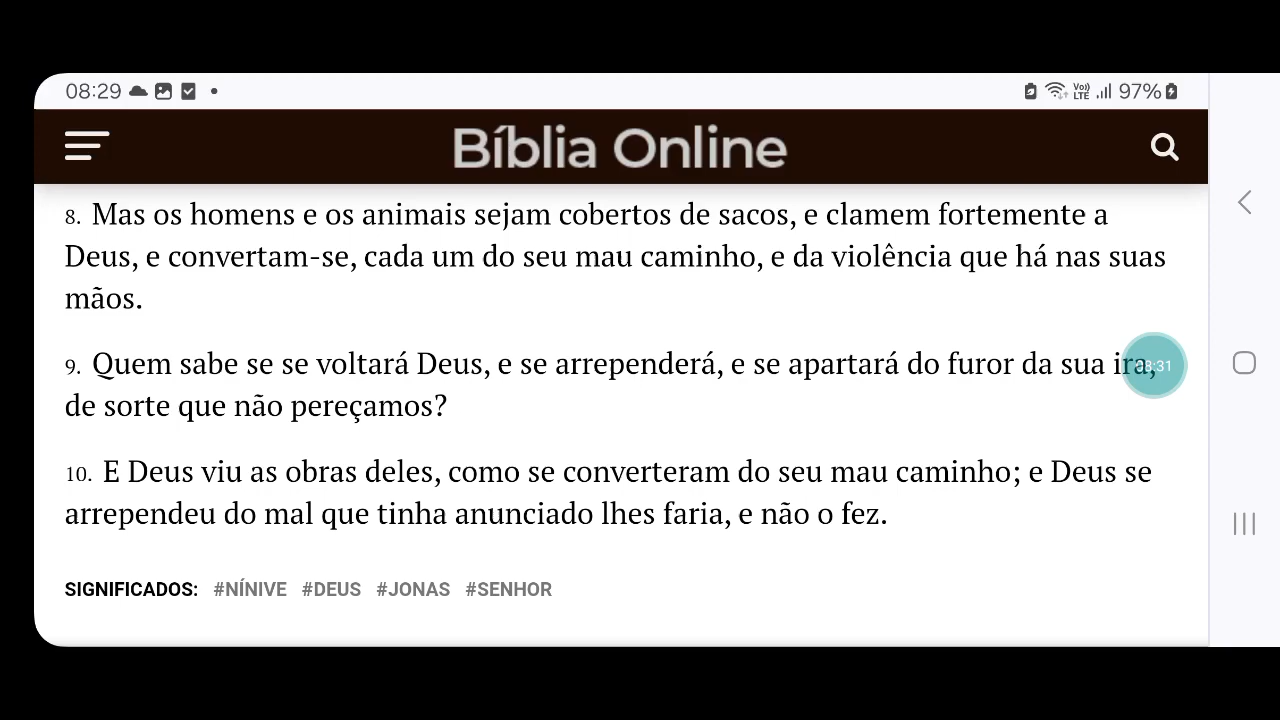 08:29
Vo)) LTE 97%
Bíblia Online
8. Mas os homens e os animais sejam cobertos de sacos, e clamem fortemente a
Deus, e convertam-se, cada um do seu mau caminho, e da violência que há nas suas
mãos.
9. Quem sabe se se voltará Deus, e se arrependerá, e se apartará do furor da sua ira,
08:31
de sorte que não pereçamos?
10. E Deus viu as obras deles, como se converteram do seu mau caminho; e Deus se
arrependeu do mal que tinha anunciado lhes faria, e não o fez.
SIGNIFICADOS: #NÍNIVE #DEUS #JONAS #SENHOR